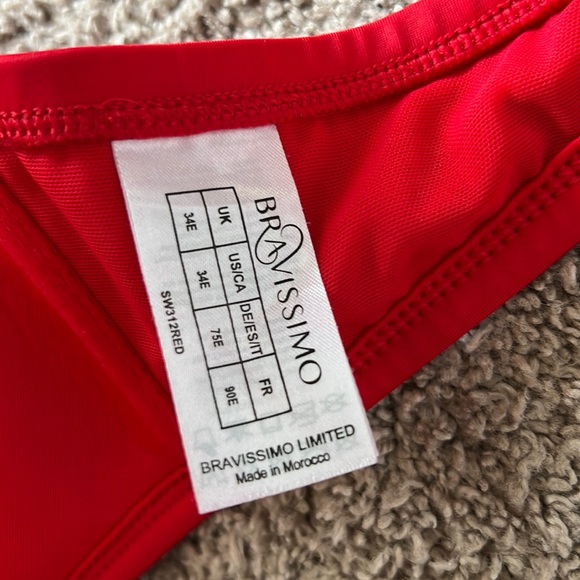 BRAVISSIMO
UK US/CA DE/ES/IT FR
34E 34E 75E 90E
SW312RED
BRAVISSIMO LIMITED
Made in Morocco